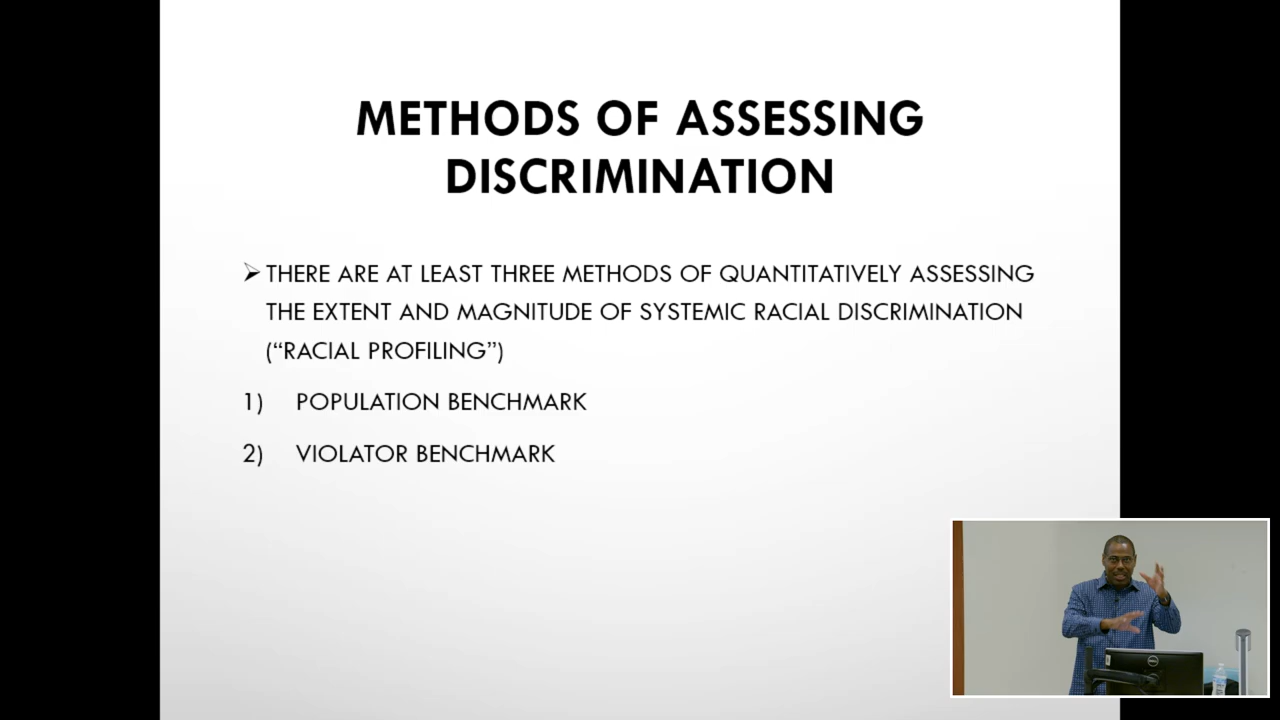 METHODS OF ASSESSING
DISCRIMINATION
➢ THERE ARE AT LEAST THREE METHODS OF QUANTITATIVELY ASSESSING
THE EXTENT AND MAGNITUDE OF SYSTEMIC RACIAL DISCRIMINATION
(“RACIAL PROFILING”)
1) POPULATION BENCHMARK
2) VIOLATOR BENCHMARK
DELL